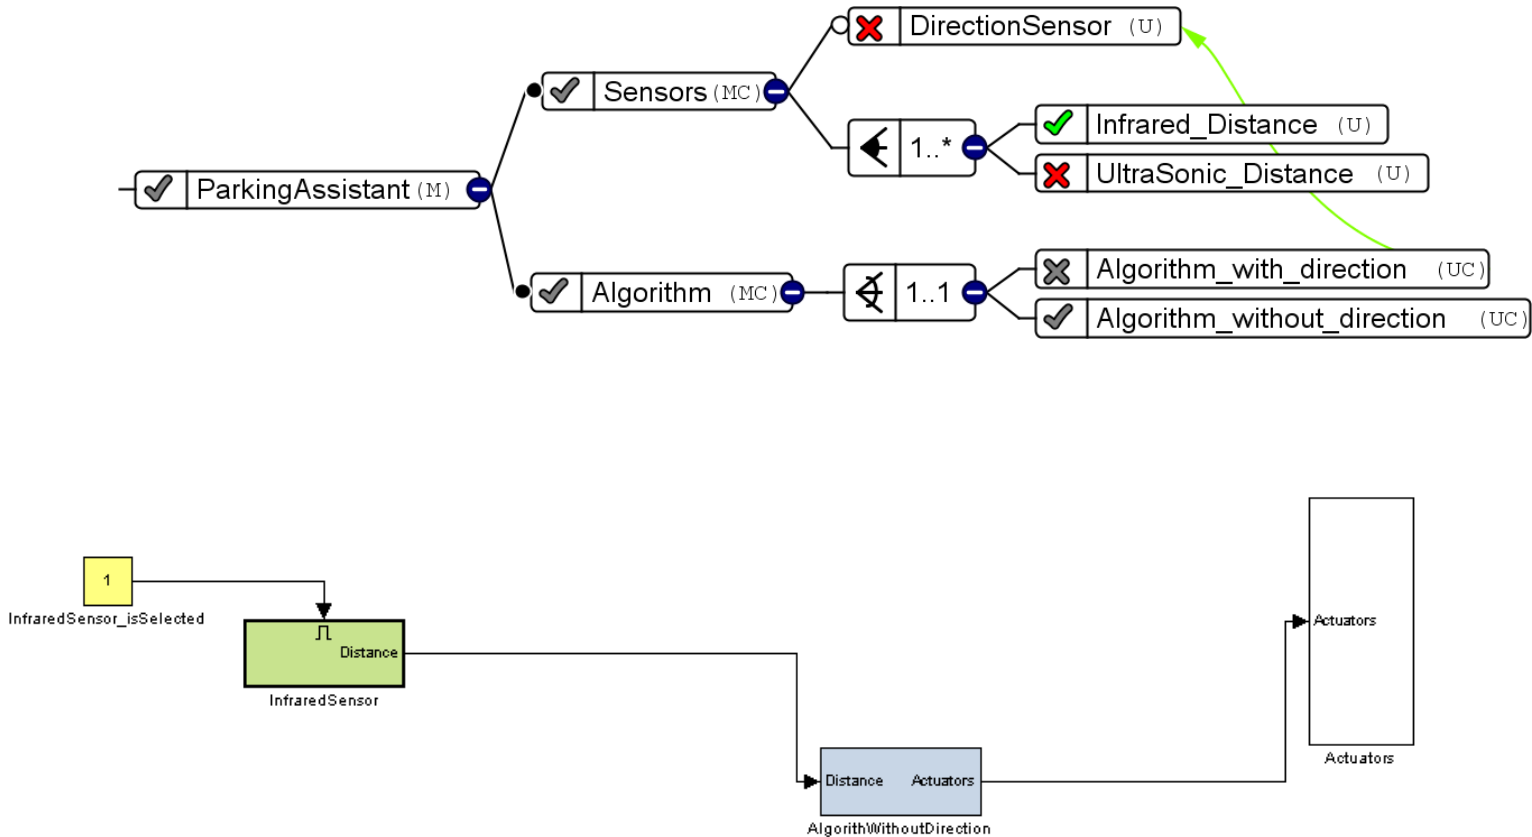 DirectionSensor (U)
Sensors (MC)
Infrared_Distance (U)
1..*
UltraSonic_Distance (U)
ParkingAssistant (M)
Algorithm_with_direction (UC)
Algorithm (MC)
1..1
Algorithm_without_direction (UC)
1
InfraredSensor_isSelected
Distance
InfraredSensor
Actuators
Actuators
Distance Actuators
AlgorithWithoutDirection